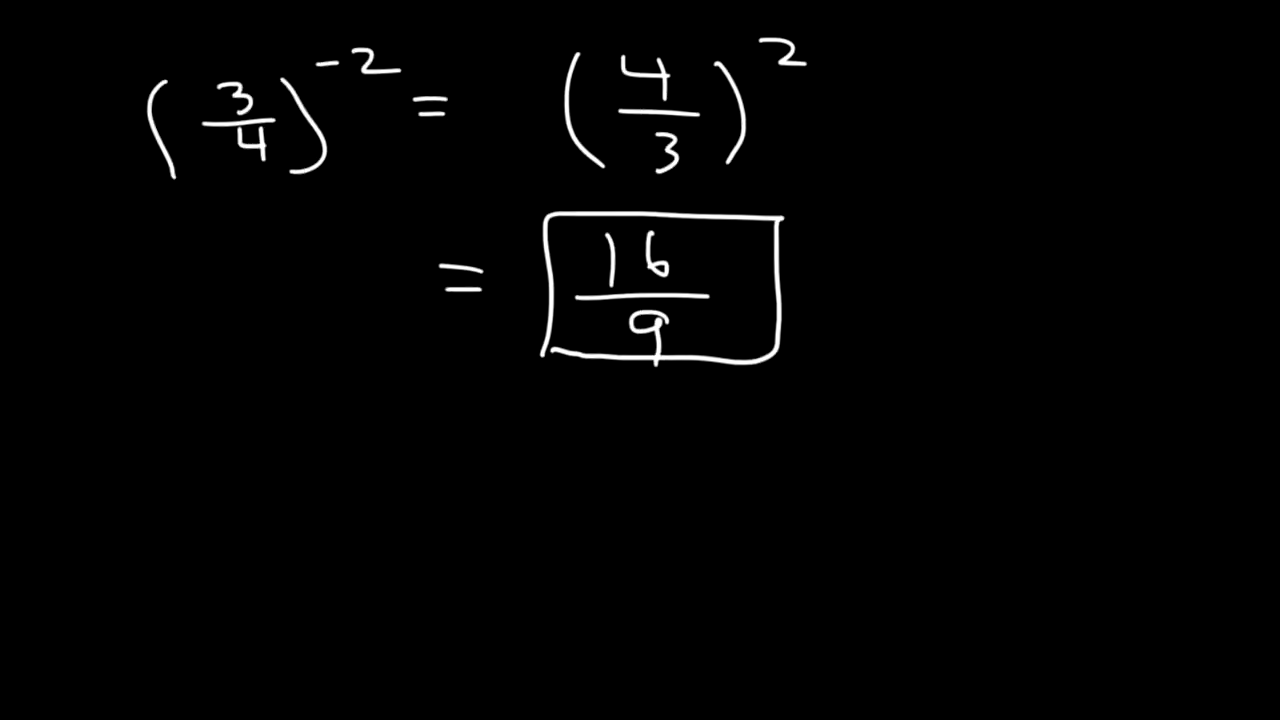 (3/4)^-2 = (4/3)^2
= 16/9